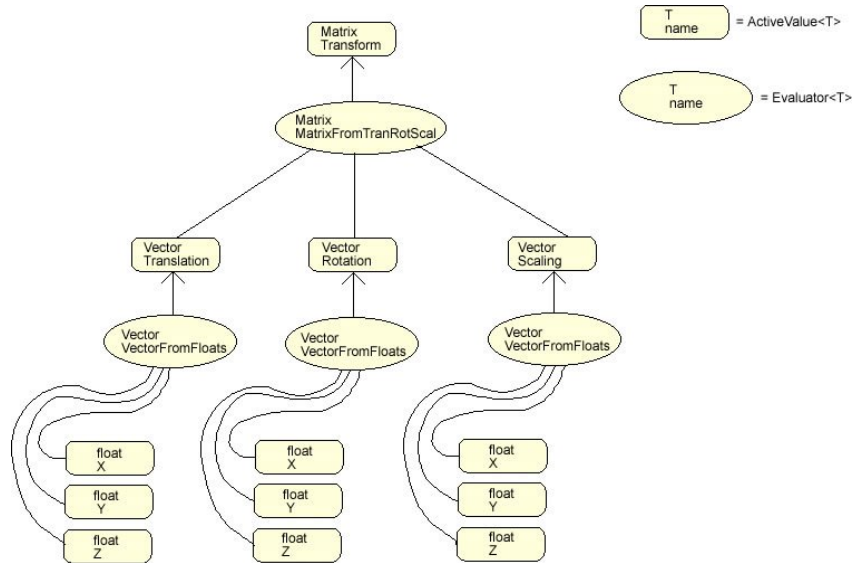 Matrix
Transform
T
name
= ActiveValue<T>
T
name
= Evaluator<T>
Matrix
MatrixFromTranRotScal
Vector
Translation
Vector
Rotation
Vector
Scaling
Vector
VectorFromFloats
Vector
VectorFromFloats
Vector
VectorFromFloats
float
X
float
X
float
X
float
Y
float
Y
float
Y
float
Z
float
Z
float
Z